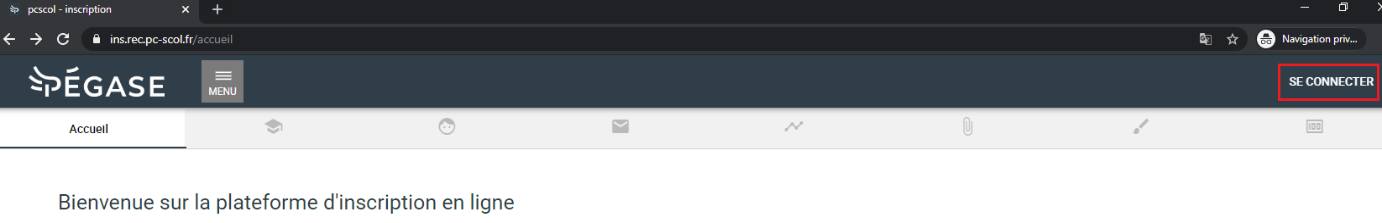 pcscol - inscription
ins.rec.pc-scol.fr/accueil
Navigation priv...
PÉGASE
MENU
SE CONNECTER
Accueil
Bienvenue sur la plateforme d'inscription en ligne